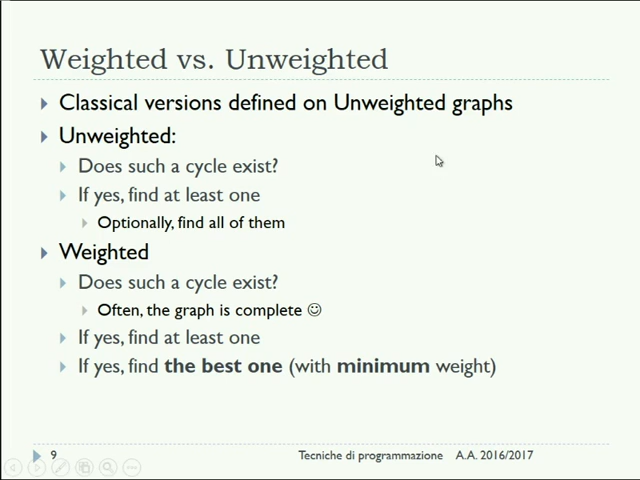 Weighted vs. Unweighted
Classical versions defined on Unweighted graphs
Unweighted:
Does such a cycle exist?
If yes, find at least one
Optionally, find all of them
Weighted
Does such a cycle exist?
Often, the graph is complete ☺
If yes, find at least one
If yes, find the best one (with minimum weight)
9 Tecniche di programmazione A.A. 2016/2017